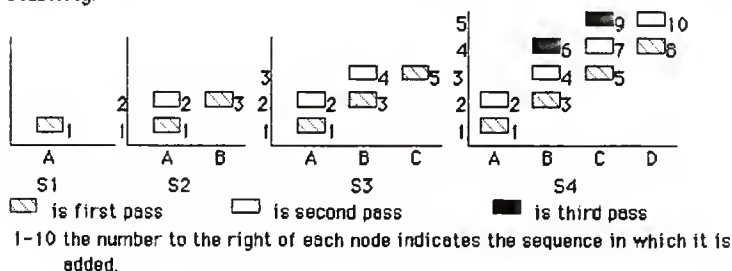 5 9 10
4 6 7 8
3 4 5 3 4 5
2 2 3 2 2 3 2 2 3
1 1 1 1 1 1 1
A A B A B C A B C D
S1 S2 S3 S4
is first pass is second pass is third pass
1-10 the number to the right of each node indicates the sequence in which it is
added.